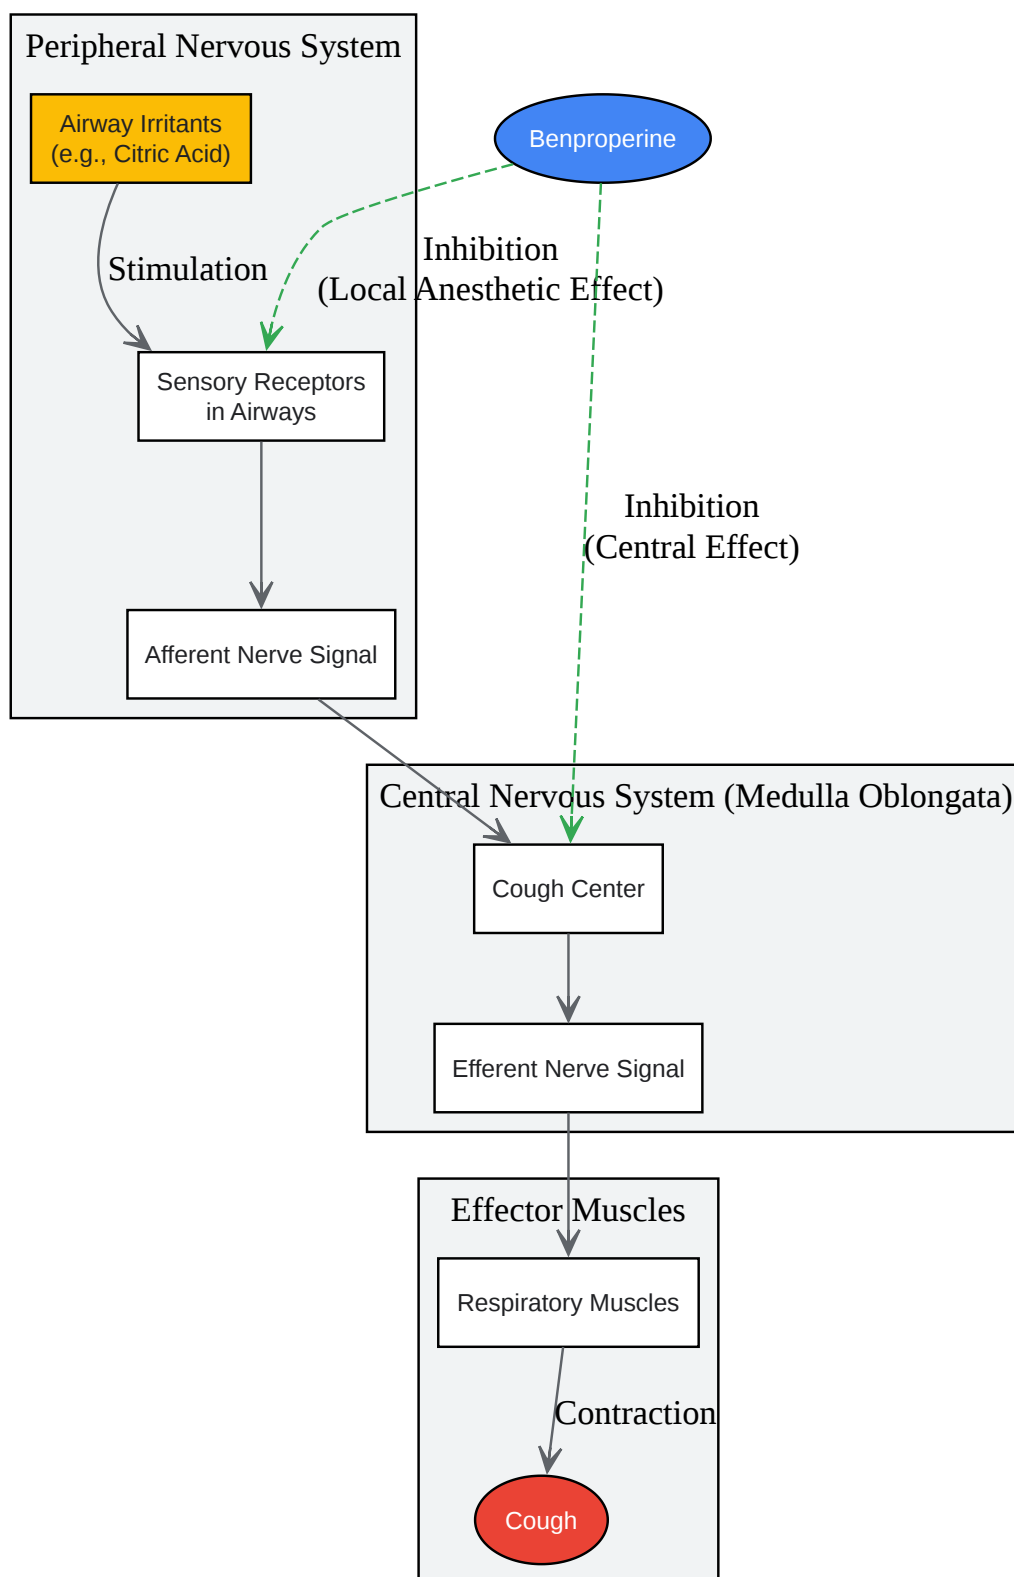 Peripheral Nervous System
Airway Irritants
(e.g., Citric Acid)
Benproperine
Stimulation
Inhibition
(Local Anesthetic Effect)
Sensory Receptors
in Airways
Inhibition
(Central Effect)
Afferent Nerve Signal
Central Nervous System (Medulla Oblongata)
Cough Center
Efferent Nerve Signal
Effector Muscles
Respiratory Muscles
Contraction
Cough